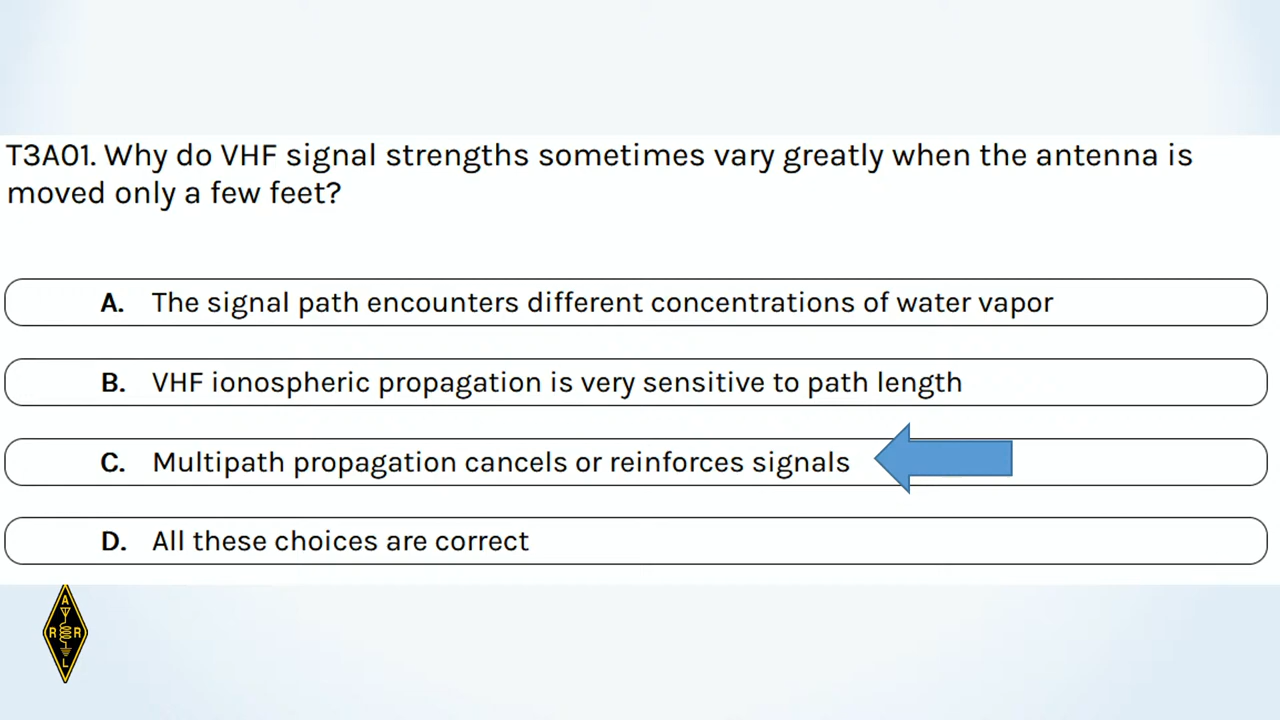 T3A01. Why do VHF signal strengths sometimes vary greatly when the antenna is
moved only a few feet?
A. The signal path encounters different concentrations of water vapor
B. VHF ionospheric propagation is very sensitive to path length
C. Multipath propagation cancels or reinforces signals
D. All these choices are correct
A
R R
L